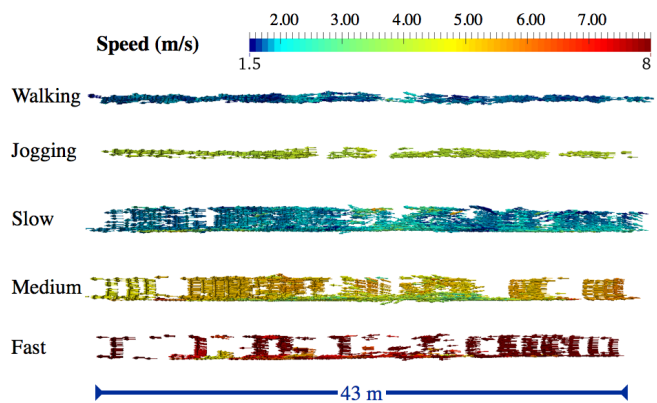 2.00 3.00 4.00 5.00 6.00 7.00
Speed (m/s)
1.5 8
Walking
Jogging
Slow
Medium
Fast
43 m